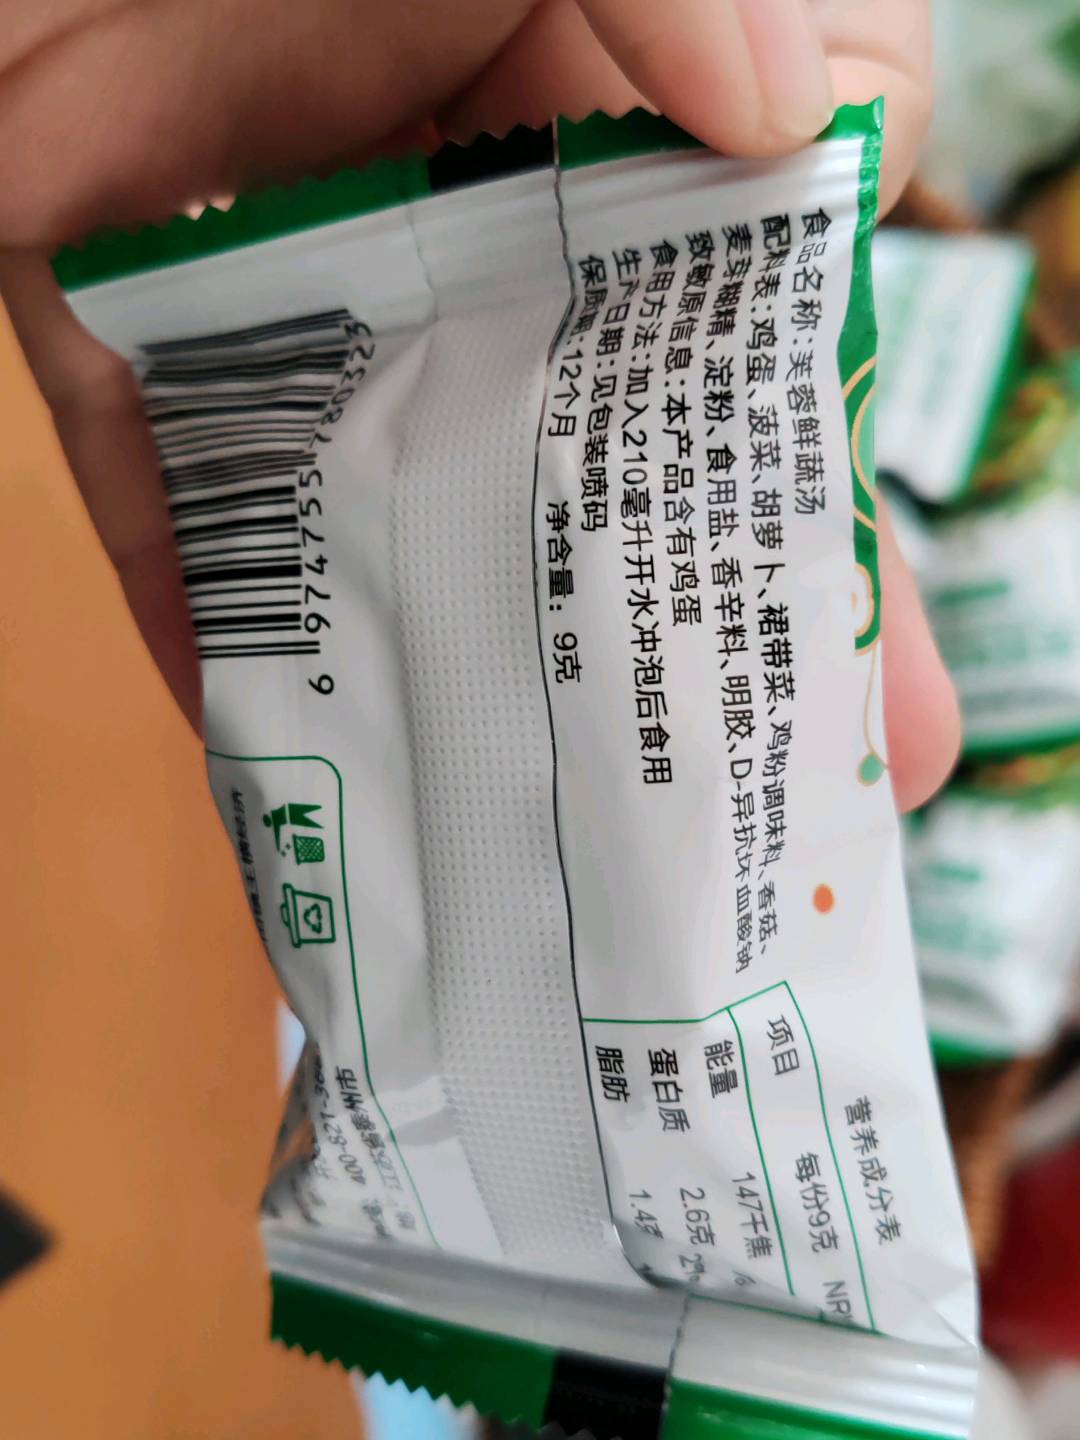 食品名称:芙蓉鲜蔬汤
配料表:鸡蛋、菠菜、胡萝卜、裙带菜、鸡粉调味料、香菇、
麦芽糊精、淀粉、食用盐、香辛料、明胶、D-异抗坏血酸钠
致敏原信息:本产品含有鸡蛋
食用方法:加入210毫升开水冲泡后食用
生产日期:见包装喷码
保质期:12个月 净含量: 9克
营养成分表
项目 每份9克 NRV
能量 147千焦
蛋白质 2.6克
脂肪 1.4克